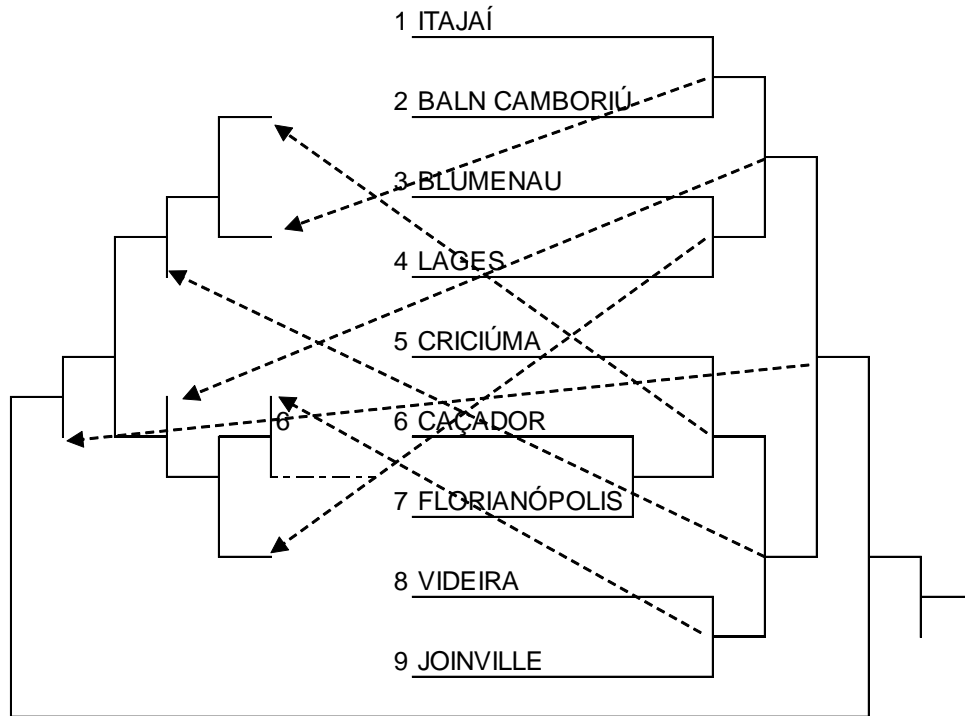 1 ITAJAÍ
2 BALN CAMBORIÚ
3 BLUMENAU
4 LAGES
5 CRICIÚMA
6
6 CAÇADOR
7 FLORIANÓPOLIS
8 VIDEIRA
9 JOINVILLE